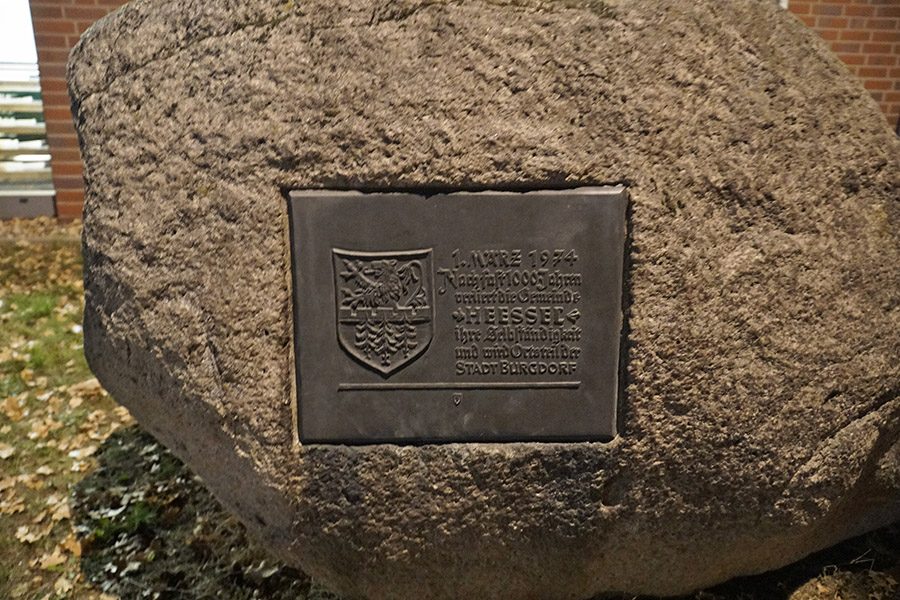 1. MÄRZ 1974
Nach fast 1000 Jahren
verliert die Gemeinde
HEESSEL
ihre Selbständigkeit
und wird Ortsteil der
STADT BURGDORF